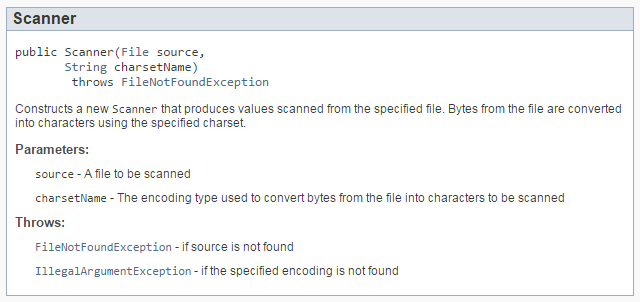 Scanner
public Scanner(File source,
String charsetName)
throws FileNotFoundException
Constructs a new Scanner that produces values scanned from the specified file. Bytes from the file are converted
into characters using the specified charset.
Parameters:
source - A file to be scanned
charsetName - The encoding type used to convert bytes from the file into characters to be scanned
Throws:
FileNotFoundException - if source is not found
IllegalArgumentException - if the specified encoding is not found